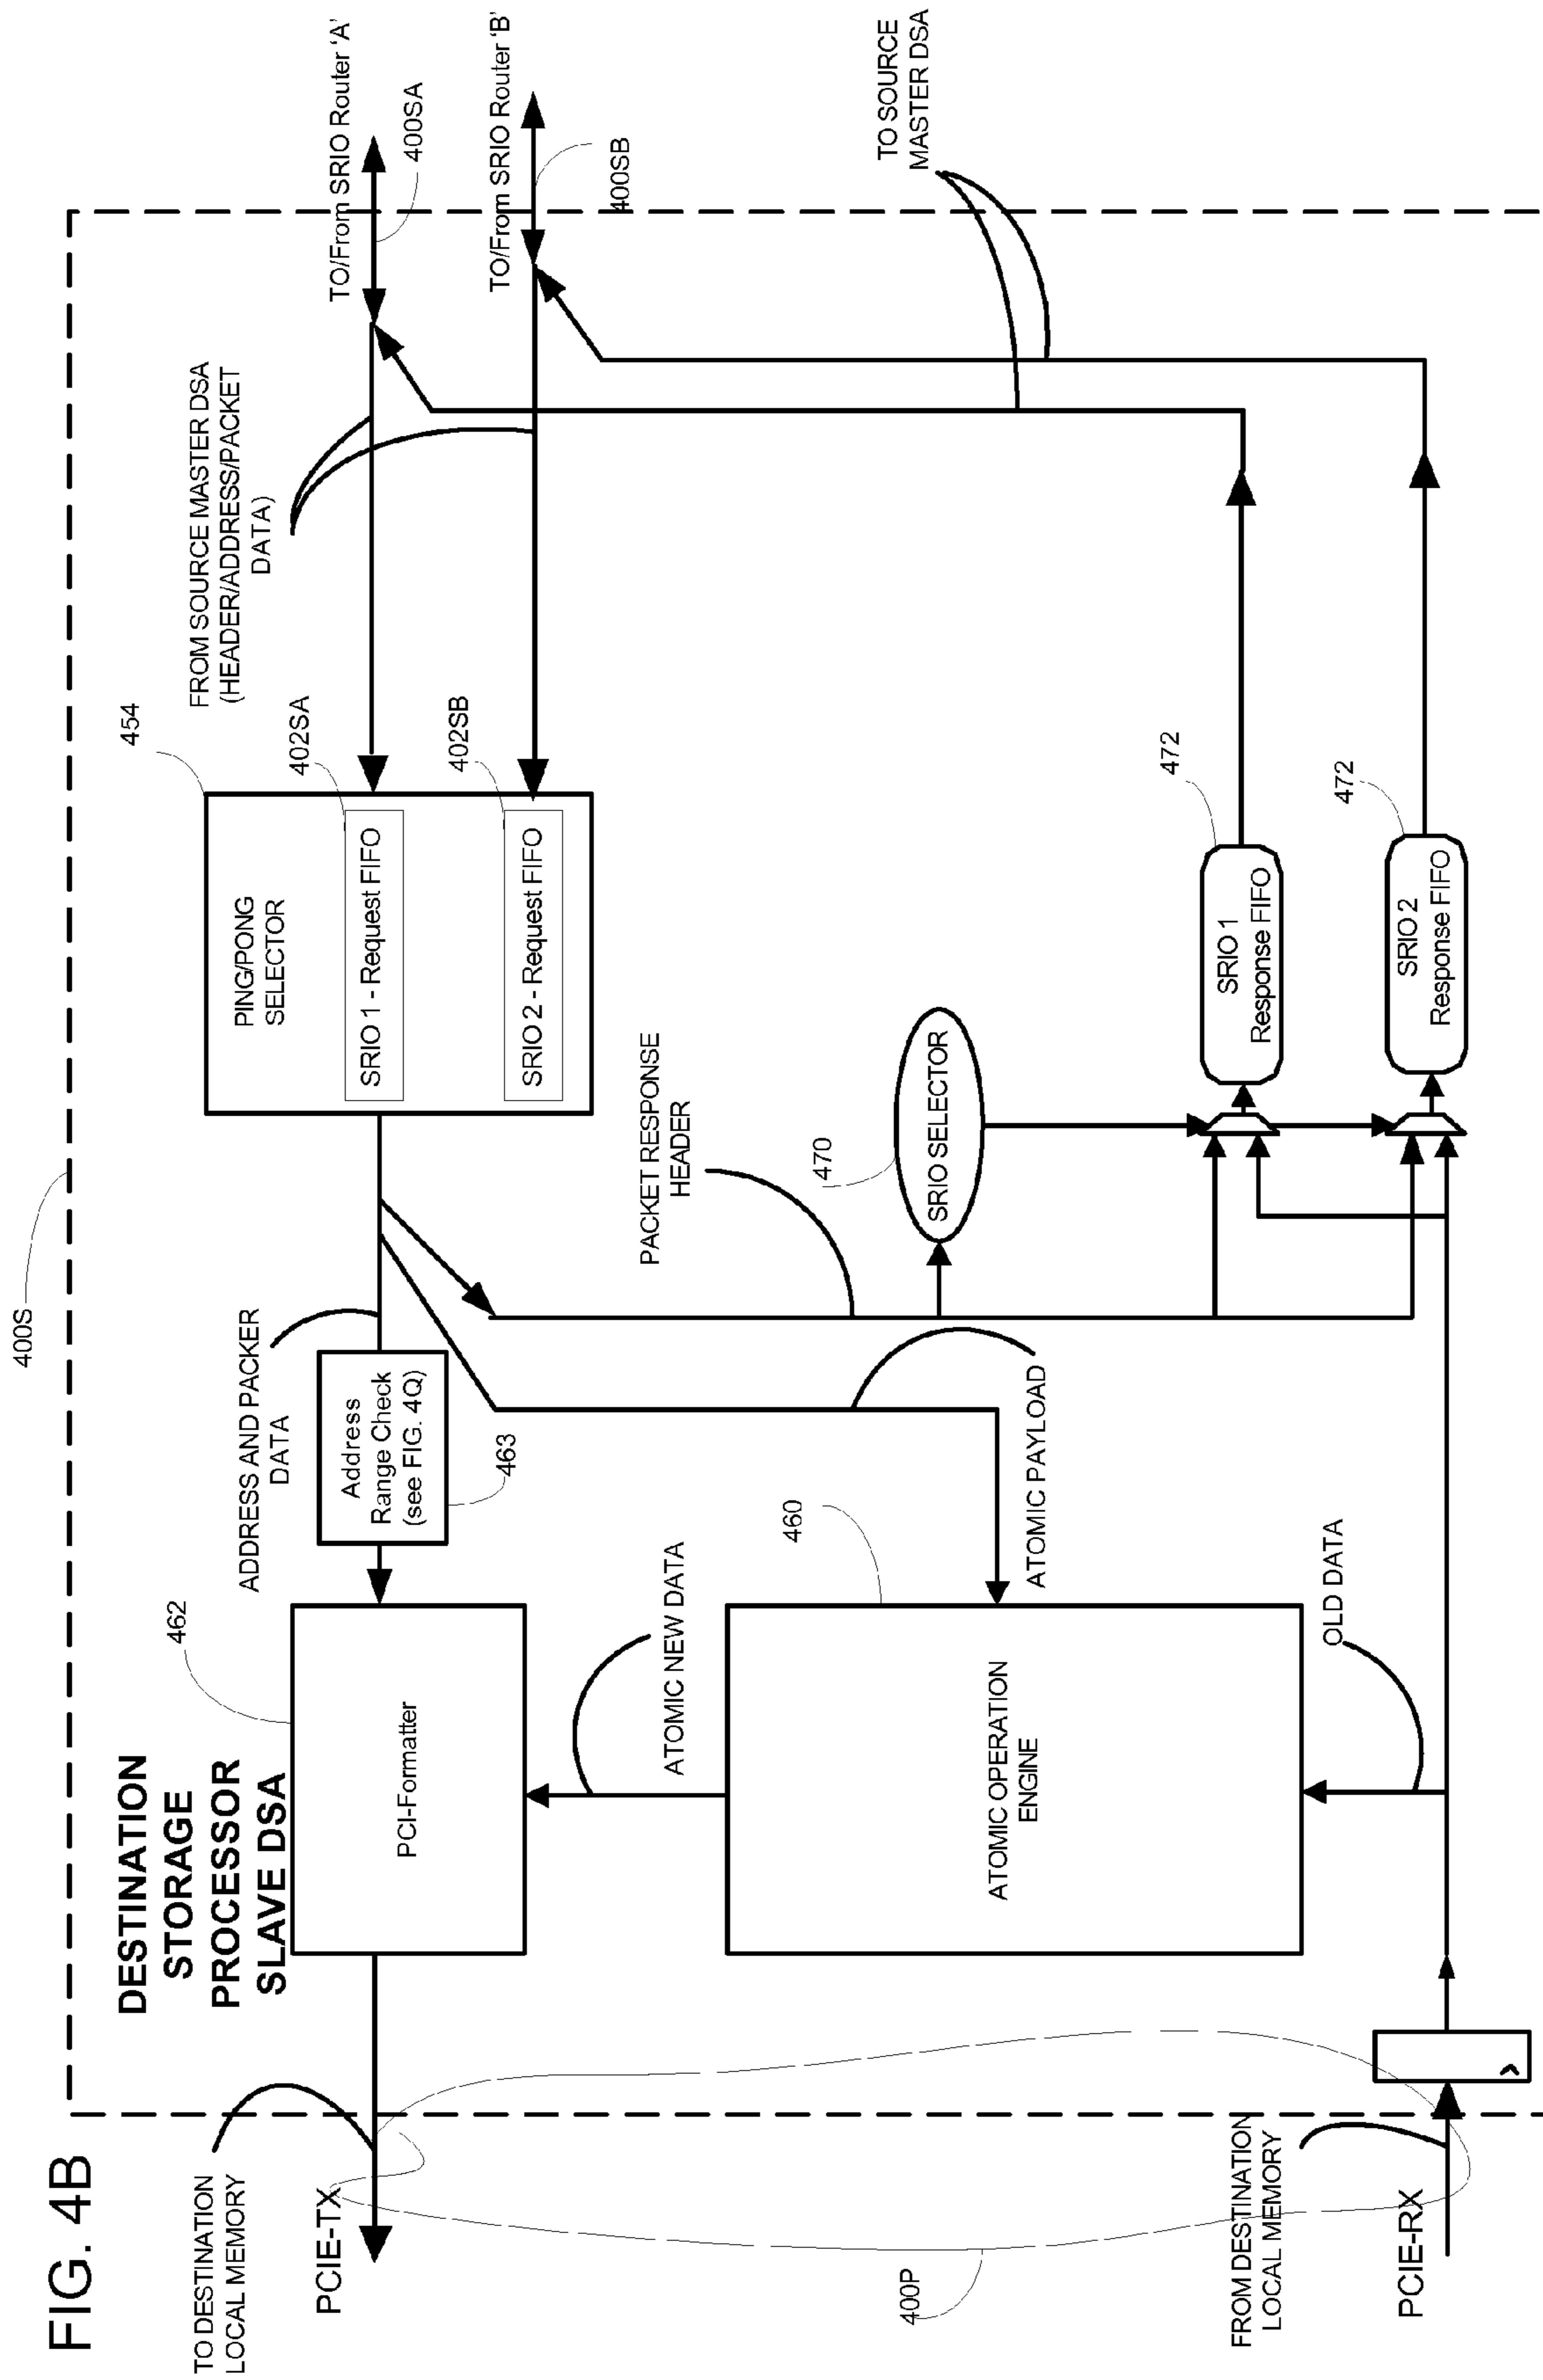 FIG. 4B
400S
DESTINATION
STORAGE
PROCESSOR
SLAVE DSA
TO DESTINATION
LOCAL MEMORY
PCIE-TX
462
PCI-Formatter
ADDRESS AND PACKER
DATA
Address
Range Check
(see FIG. 4Q)
463
454
PING/PONG
SELECTOR
402SA
SRIO 1 - Request FIFO
402SB
SRIO 2 - Request FIFO
FROM SOURCE MASTER DSA
(HEADER/ADDRESS/PACKET
DATA)
TO/From SRIO Router 'A'
400SA
TO/From SRIO Router 'B'
400SB
ATOMIC NEW DATA
460
ATOMIC OPERATION
ENGINE
ATOMIC PAYLOAD
PACKET RESPONSE
HEADER
470
SRIO SELECTOR
TO SOURCE
MASTER DSA
472
SRIO 1
Response FIFO
472
SRIO 2
Response FIFO
OLD DATA
400P
FROM DESTINATION
LOCAL MEMORY
PCIE-RX